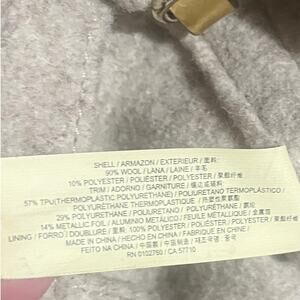 SHELL / ARMAZON / EXTERIEUR / 面料:
90% WOOL / LANA / LAINE / 羊毛
10% POLYESTER / POLIÉSTER / POLYESTER / 聚酯纤维
TRIM / ADORNO / GARNITURE / 镶边或辅料:
57% TPU(THERMOPLASTIC POLYURETHANE) / POLIURETANO TERMOPLÁSTICO /
POLYURÉTHANE THERMOPLASTIQUE / 热塑性聚氨酯
29% POLYURETHANE / POLIURETANO / POLYURÉTHANE / 氨纶
14% METALLIC FOIL / ALUMINIO METÁLICO / FEUILLE MÉTALLIQUE / 金属箔
LINING / FORRO / DOUBLURE / 里料: 100% POLYESTER / POLIÉSTER / POLYESTER / 聚酯纤维
MADE IN CHINA / HECHO EN CHINA / FABRIQUÉ EN CHINE /
FEITO NA CHINA / 中国製 / 中国制造 / 제조국명: 중국
RN 0102760 / CA 57710